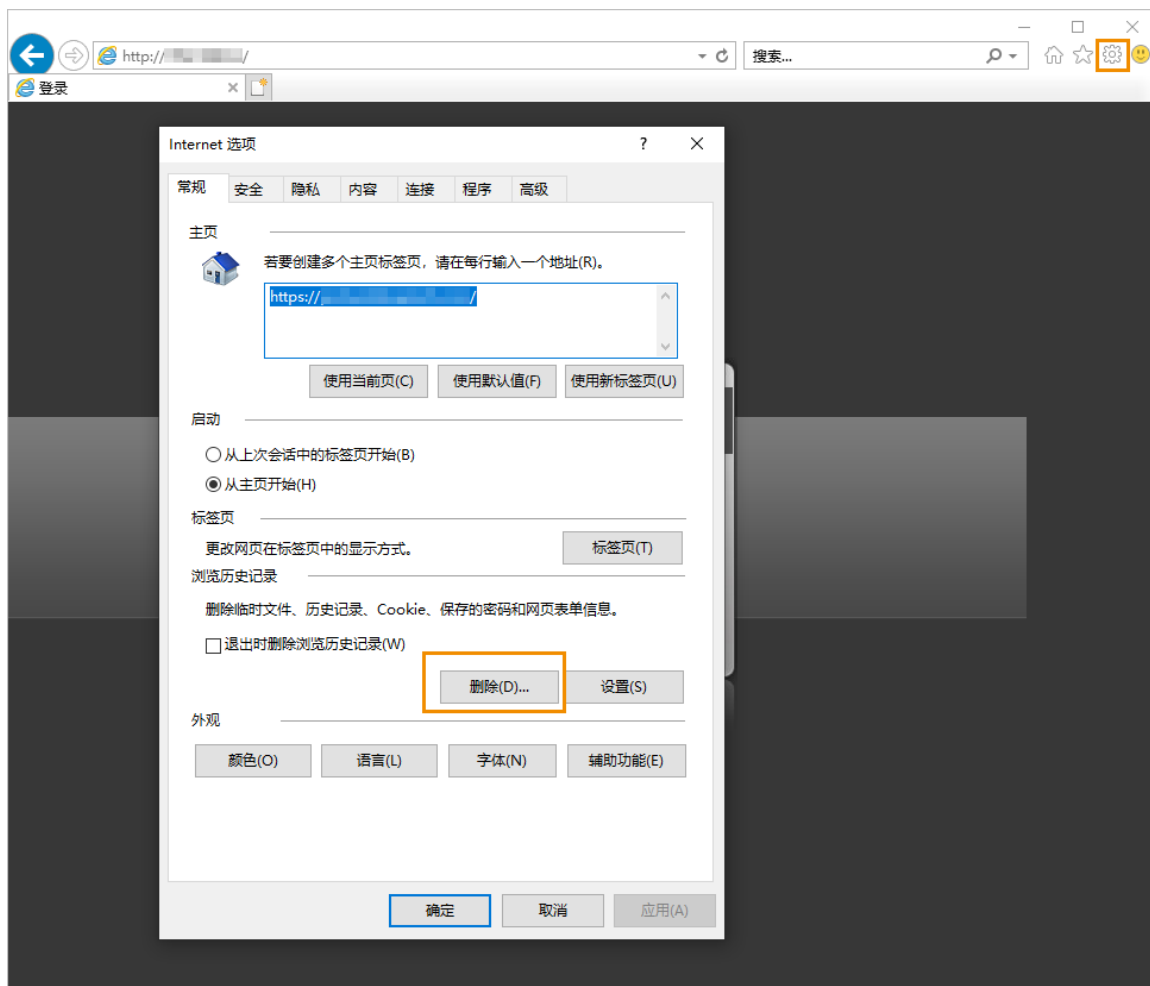 http:// /
搜索...
登录
Internet 选项
常规 安全 隐私 内容 连接 程序 高级
主页
若要创建多个主页标签页，请在每行输入一个地址(R)。
https:// /
使用当前页(C) 使用默认值(F) 使用新标签页(U)
启动
从上次会话中的标签页开始(B)
从主页开始(H)
标签页
更改网页在标签页中的显示方式。 标签页(T)
浏览历史记录
删除临时文件、历史记录、Cookie、保存的密码和网页表单信息。
退出时删除浏览历史记录(W)
删除(D)... 设置(S)
外观
颜色(O) 语言(L) 字体(N) 辅助功能(E)
确定 取消 应用(A)